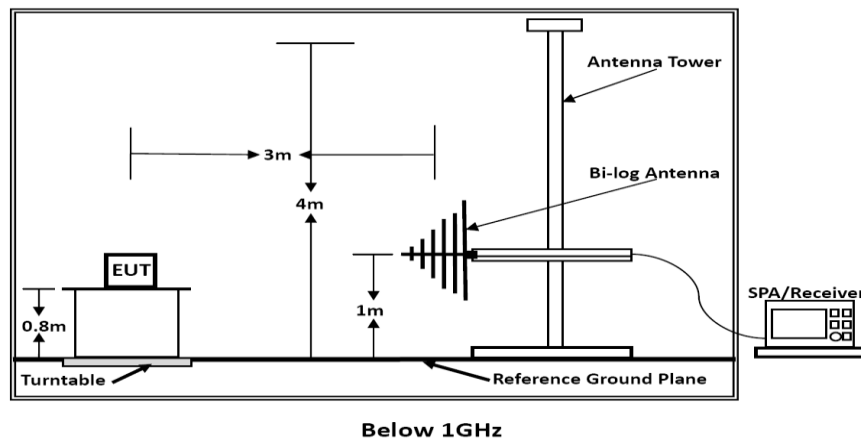 Antenna Tower
3m
Bi-log Antenna
4m
EUT
1m
SPA/Receiver
0.8m
Turntable
Reference Ground Plane
Below 1GHz